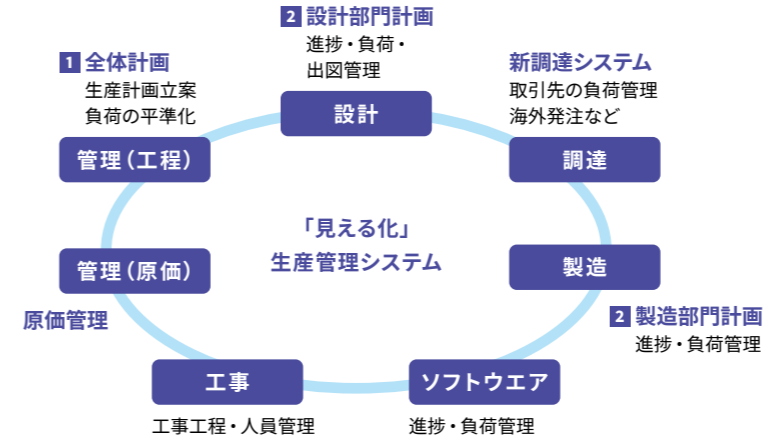 2 設計部門計画
進捗・負荷・
出図管理
設計
1 全体計画
生産計画立案
負荷の平準化
管理（工程）
新調達システム
取引先の負荷管理
海外発注など
調達
「見える化」
生産管理システム
管理（原価）
原価管理
製造
2 製造部門計画
進捗・負荷管理
工事
工事工程・人員管理
ソフトウエア
進捗・負荷管理